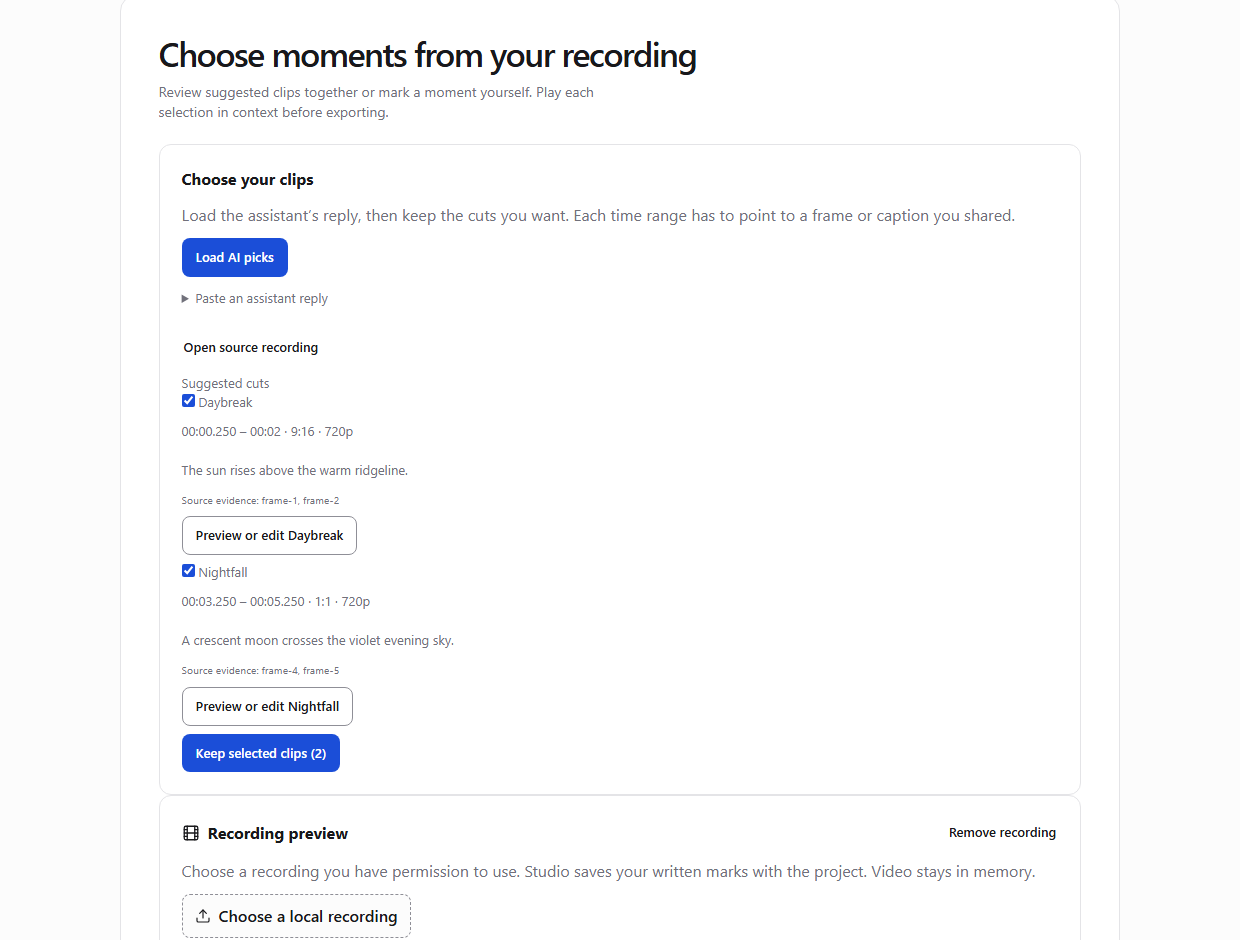 Choose moments from your recording
Review suggested clips together or mark a moment yourself. Play each
selection in context before exporting.
Choose your clips
Load the assistant's reply, then keep the cuts you want. Each time range has to point to a frame or caption you shared.
Load AI picks
Paste an assistant reply
Open source recording
Suggested cuts
Daybreak
00:00.250 – 00:02 · 9:16 · 720p
The sun rises above the warm ridgeline.
Source evidence: frame-1, frame-2
Preview or edit Daybreak
Nightfall
00:03.250 – 00:05.250 · 1:1 · 720p
A crescent moon crosses the violet evening sky.
Source evidence: frame-4, frame-5
Preview or edit Nightfall
Keep selected clips (2)
Recording preview
Remove recording
Choose a recording you have permission to use. Studio saves your written marks with the project. Video stays in memory.
Choose a local recording